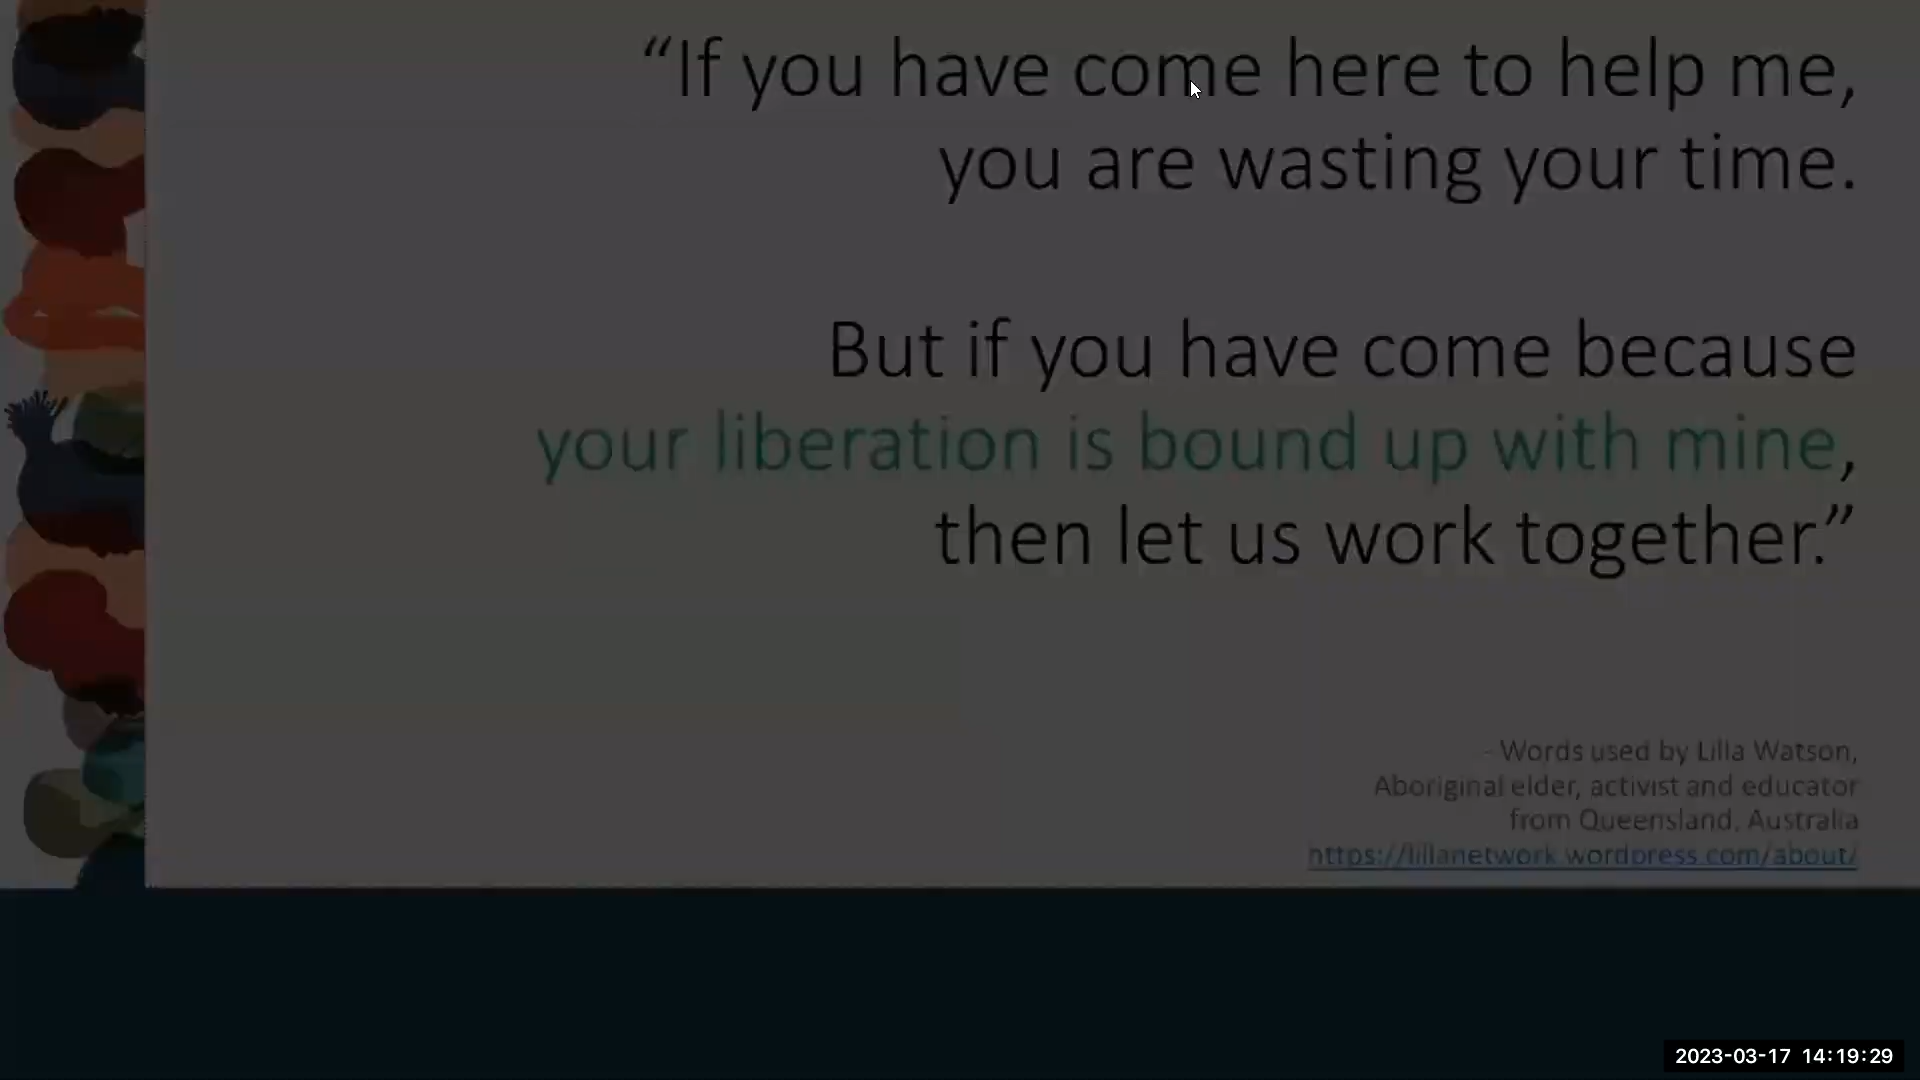 “If you have come here to help me,
you are wasting your time.
But if you have come because
your liberation is bound up with mine,
then let us work together.”
- Words used by Lilla Watson,
Aboriginal elder, activist and educator
from Queensland, Australia
https://lillanetwork.wordpress.com/about/
2023-03-17 14:19:29